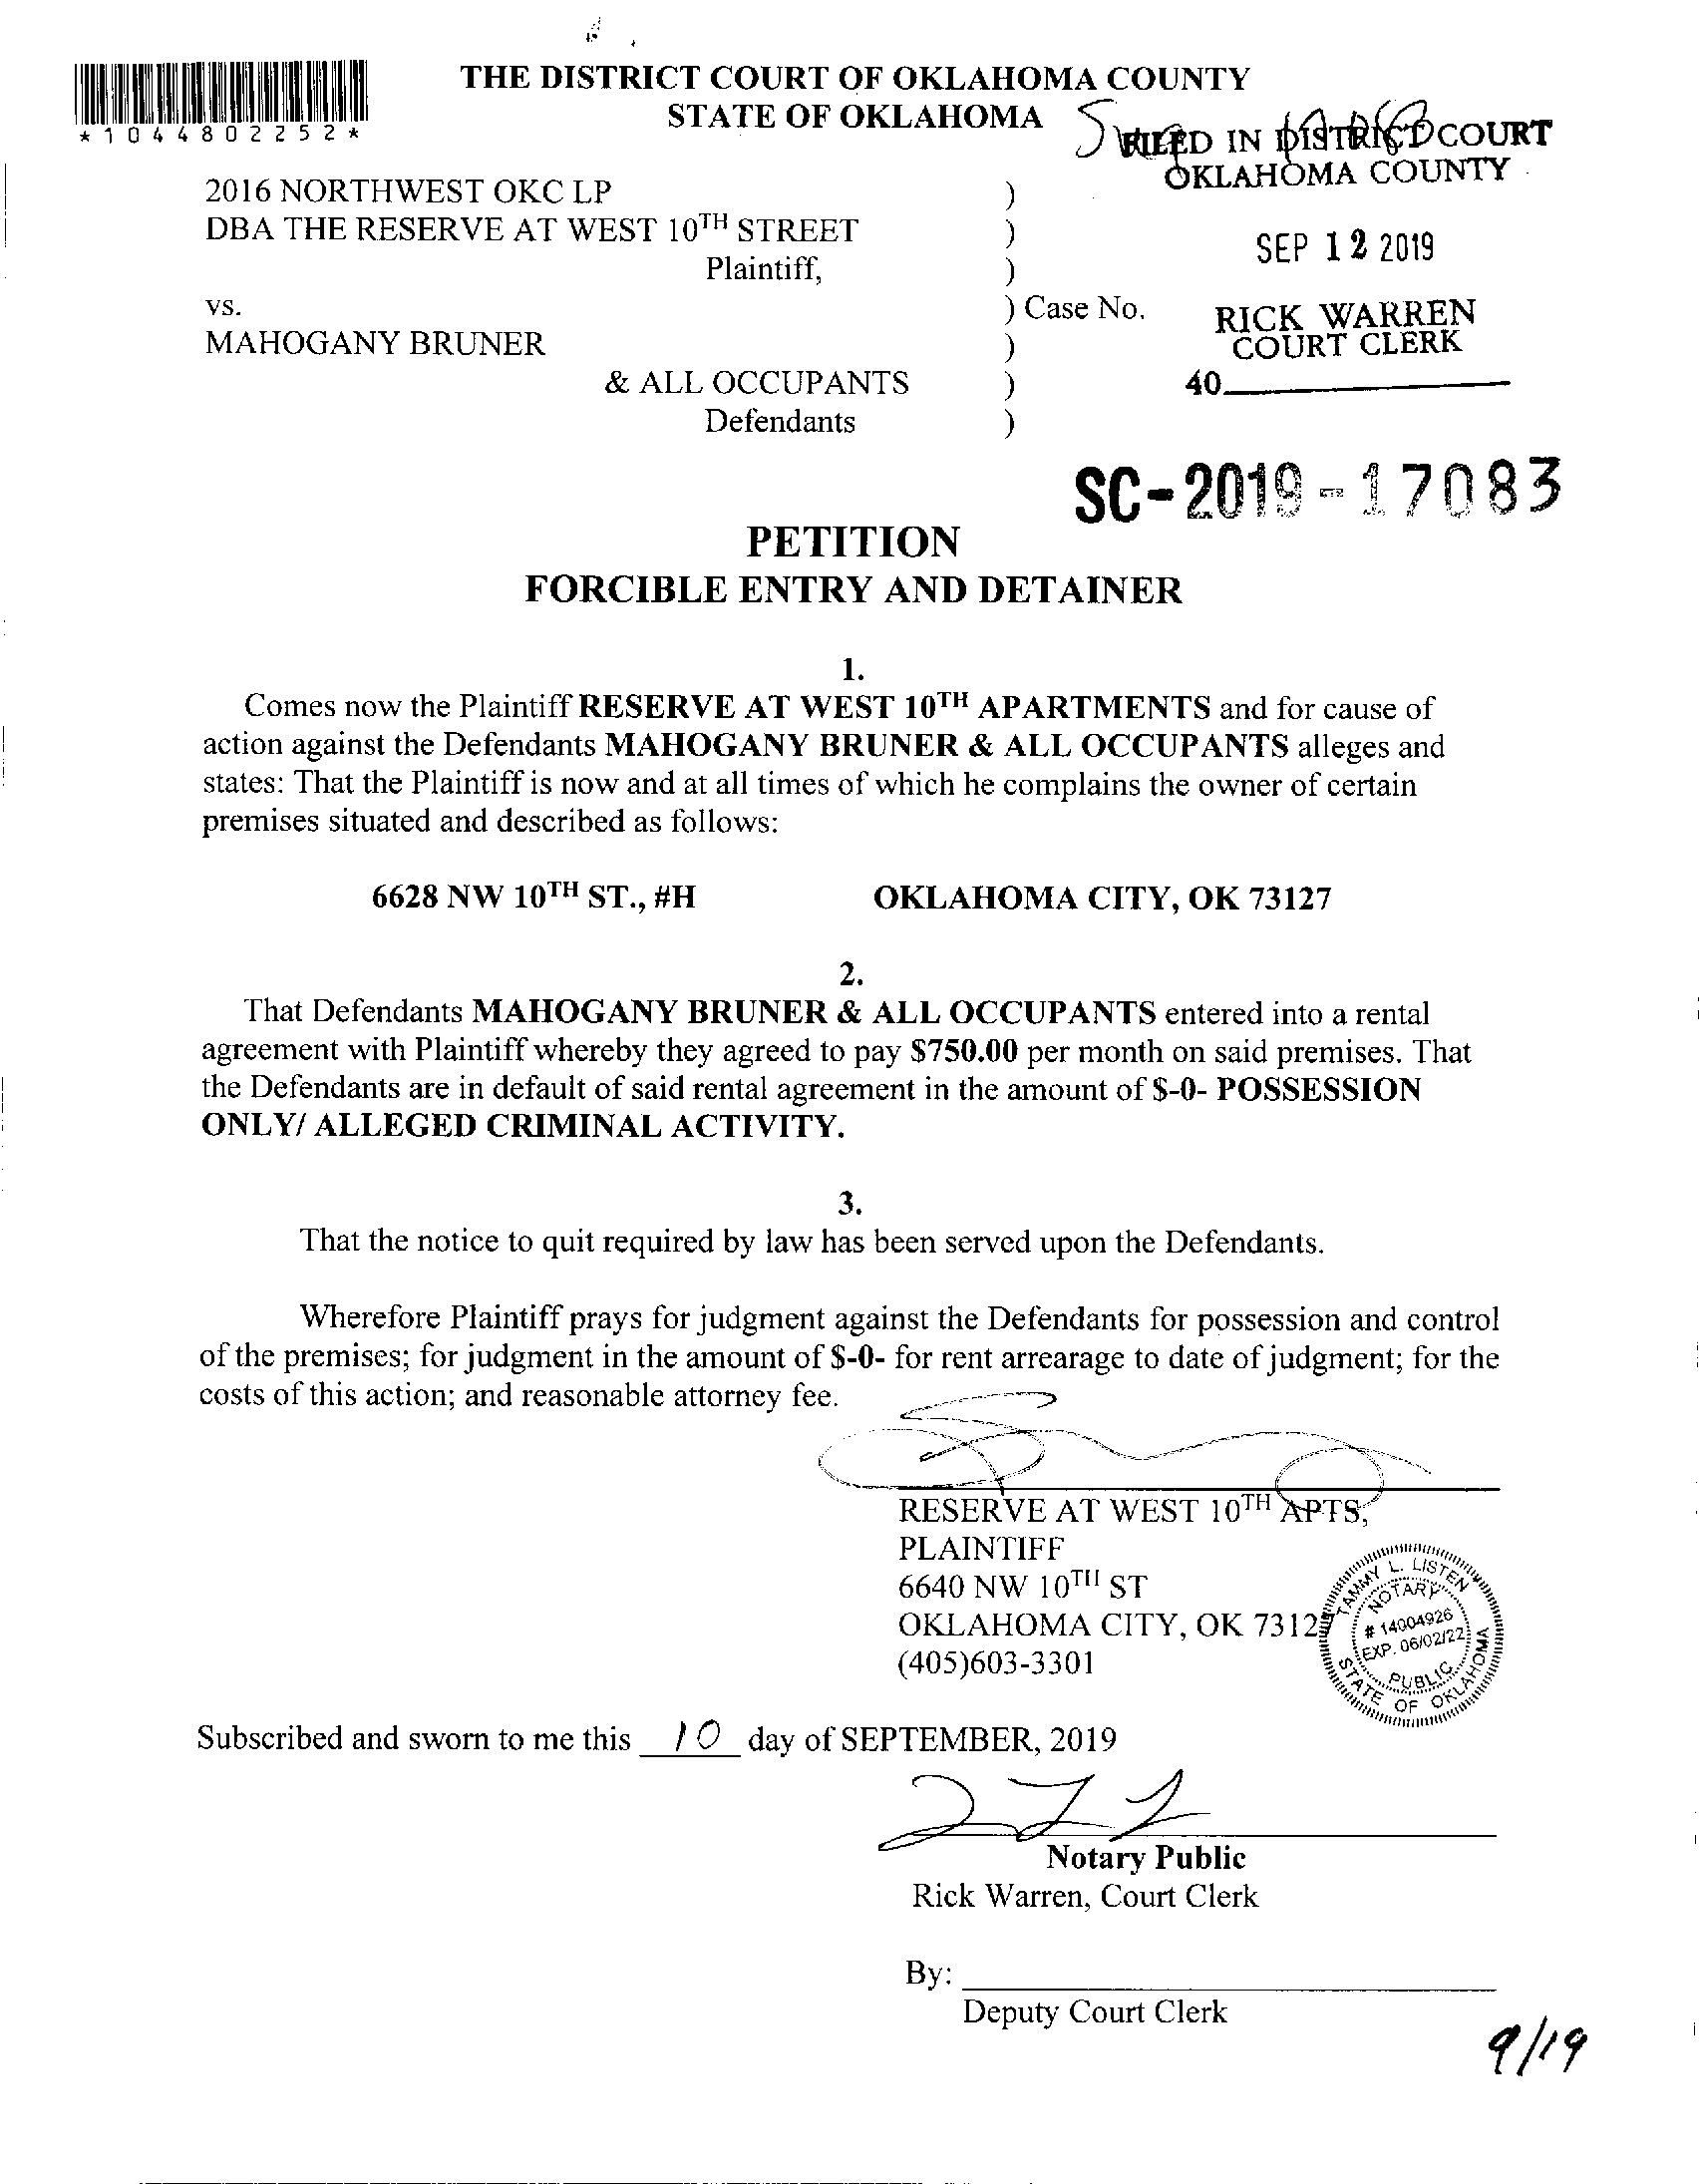 THE DISTRICT COURT OF OKLAHOMA COUNTY
STATE OF OKLAHOMA
*1044802252*
FILED IN DISTRICT COURT
OKLAHOMA COUNTY
SEP 12 2019
RICK WARREN
COURT CLERK
40
2016 NORTHWEST OKC LP )
DBA THE RESERVE AT WEST 10TH STREET )
Plaintiff, )
vs. ) Case No.
MAHOGANY BRUNER )
& ALL OCCUPANTS )
Defendants )
SC-2019-17083
PETITION
FORCIBLE ENTRY AND DETAINER
1.
Comes now the Plaintiff RESERVE AT WEST 10TH APARTMENTS and for cause of
action against the Defendants MAHOGANY BRUNER & ALL OCCUPANTS alleges and
states: That the Plaintiff is now and at all times of which he complains the owner of certain
premises situated and described as follows:
6628 NW 10TH ST., #H OKLAHOMA CITY, OK 73127
2.
That Defendants MAHOGANY BRUNER & ALL OCCUPANTS entered into a rental
agreement with Plaintiff whereby they agreed to pay $750.00 per month on said premises. That
the Defendants are in default of said rental agreement in the amount of $-0- POSSESSION
ONLY/ ALLEGED CRIMINAL ACTIVITY.
3.
That the notice to quit required by law has been served upon the Defendants.
Wherefore Plaintiff prays for judgment against the Defendants for possession and control
of the premises; for judgment in the amount of $-0- for rent arrearage to date of judgment; for the
costs of this action; and reasonable attorney fee.
RESERVE AT WEST 10TH APTS,
PLAINTIFF
6640 NW 10TH ST
OKLAHOMA CITY, OK 73127
(405)603-3301
TAMMY L. LISTEN
NOTARY
# 14004926
EXP. 06/02/22
PUBLIC
STATE OF OKLAHOMA
Subscribed and sworn to me this 10 day of SEPTEMBER, 2019
Notary Public
Rick Warren, Court Clerk
By:
Deputy Court Clerk
9/19